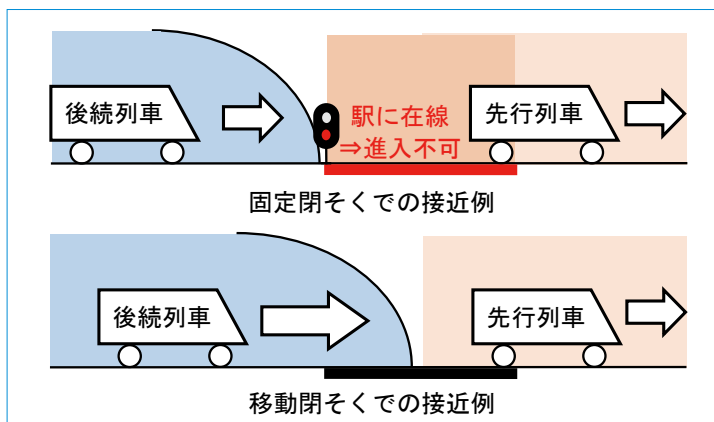 後続列車
駅に在線
⇒進入不可
先行列車
固定閉そくでの接近例
後続列車
先行列車
移動閉そくでの接近例